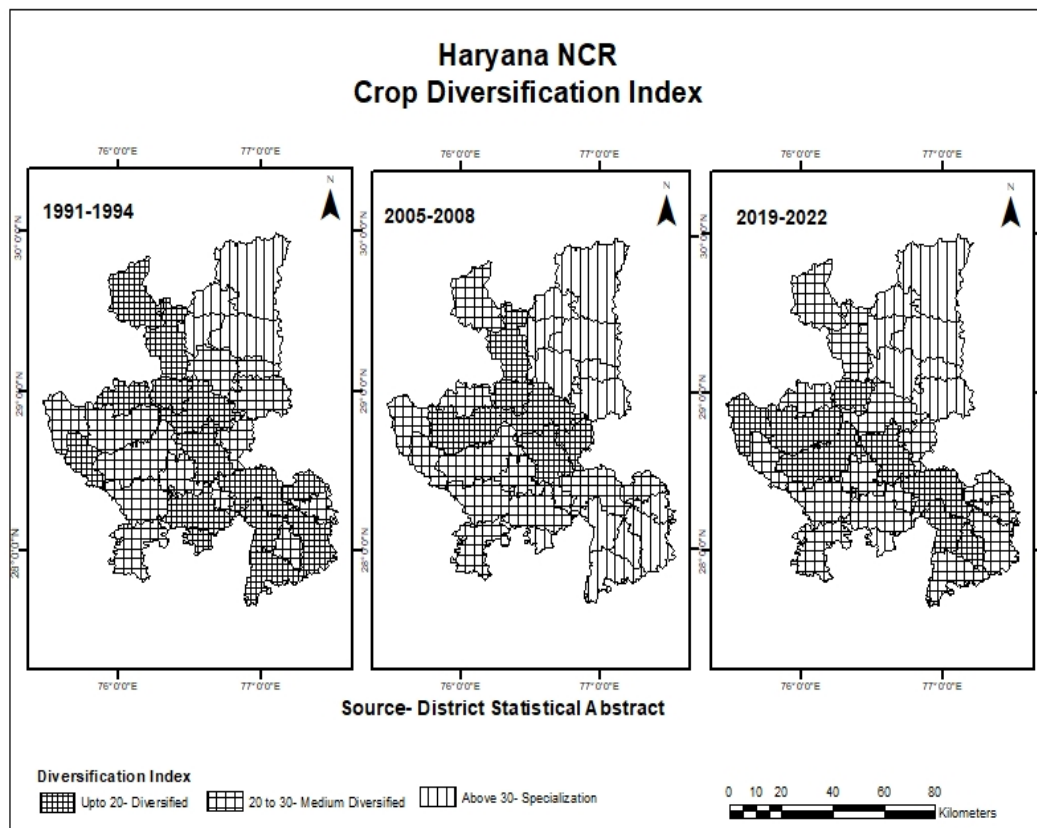 Haryana NCR
Crop Diversification Index
76°0'0"E 77°0'0"E 76°0'0"E 77°0'0"E 76°0'0"E 77°0'0"E
1991-1994 N
2005-2008 N
2019-2022 N
30°0'0"N 30°0'0"N 30°0'0"N
29°0'0"N 29°0'0"N 29°0'0"N
28°0'0"N 28°0'0"N 28°0'0"N
76°0'0"E 77°0'0"E 76°0'0"E 77°0'0"E 76°0'0"E 77°0'0"E
Source- District Statistical Abstract
Diversification Index
Upto 20- Diversified 20 to 30- Medium Diversified Above 30- Specialization
0 10 20 40 60 80
Kilometers